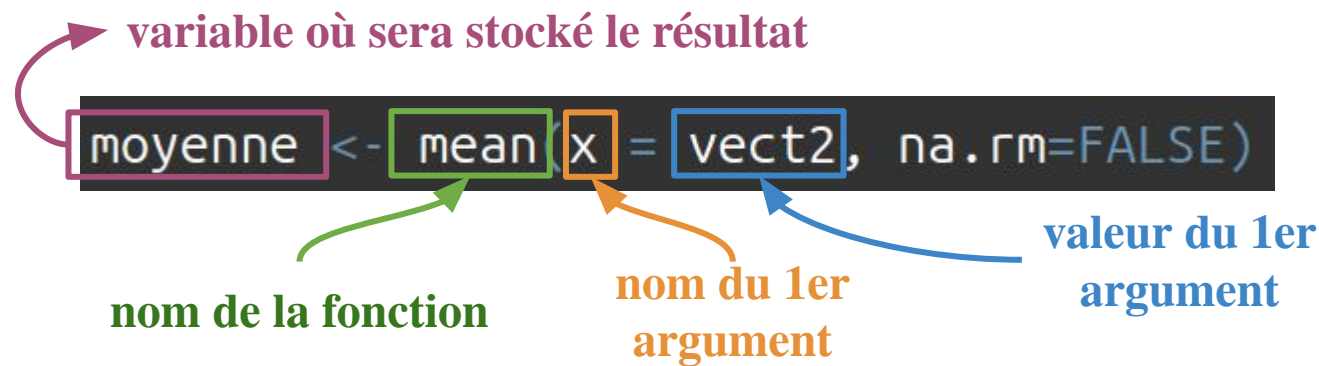 variable où sera stocké le résultat
moyenne <- mean(x = vect2, na.rm=FALSE)
valeur du 1er
argument
nom du 1er
argument
nom de la fonction